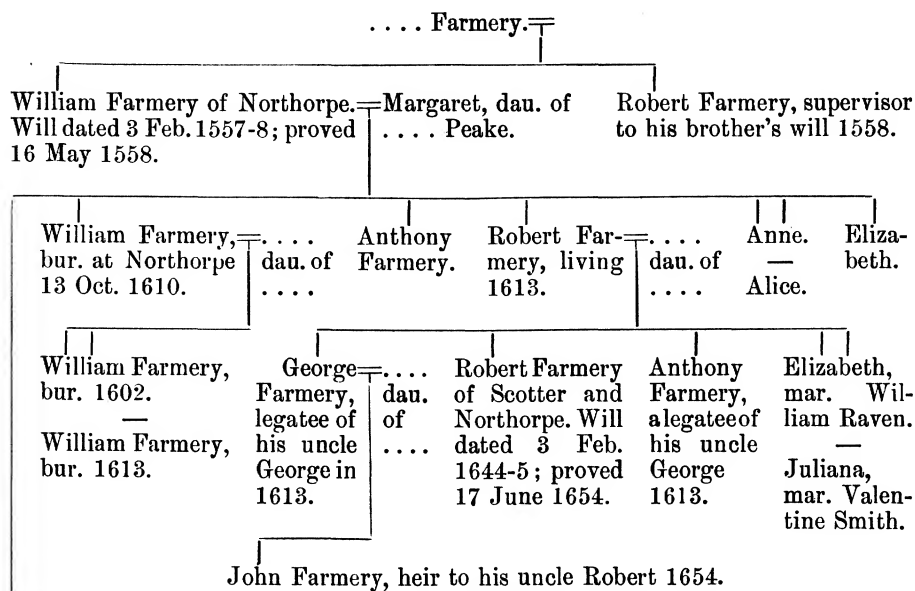 .... Farmery.
William Farmery of Northorpe.
Will dated 3 Feb. 1557-8; proved
16 May 1558.
Margaret, dau. of
.... Peake.
Robert Farmery, supervisor
to his brother's will 1558.
William Farmery,
bur. at Northorpe
13 Oct. 1610.
....
dau. of
....
Anthony
Farmery.
Robert Far-
mery, living
1613.
....
dau. of
....
Anne.
—
Alice.
Eliza-
beth.
William Farmery,
bur. 1602.
—
William Farmery,
bur. 1613.
George
Farmery,
legatee of
his uncle
George in
1613.
....
dau.
of
....
Robert Farmery
of Scotter and
Northorpe. Will
dated 3 Feb.
1644-5; proved
17 June 1654.
Anthony
Farmery,
a legatee of
his uncle
George
1613.
Elizabeth,
mar. Wil-
liam Raven.
—
Juliana,
mar. Valen-
tine Smith.
John Farmery, heir to his uncle Robert 1654.